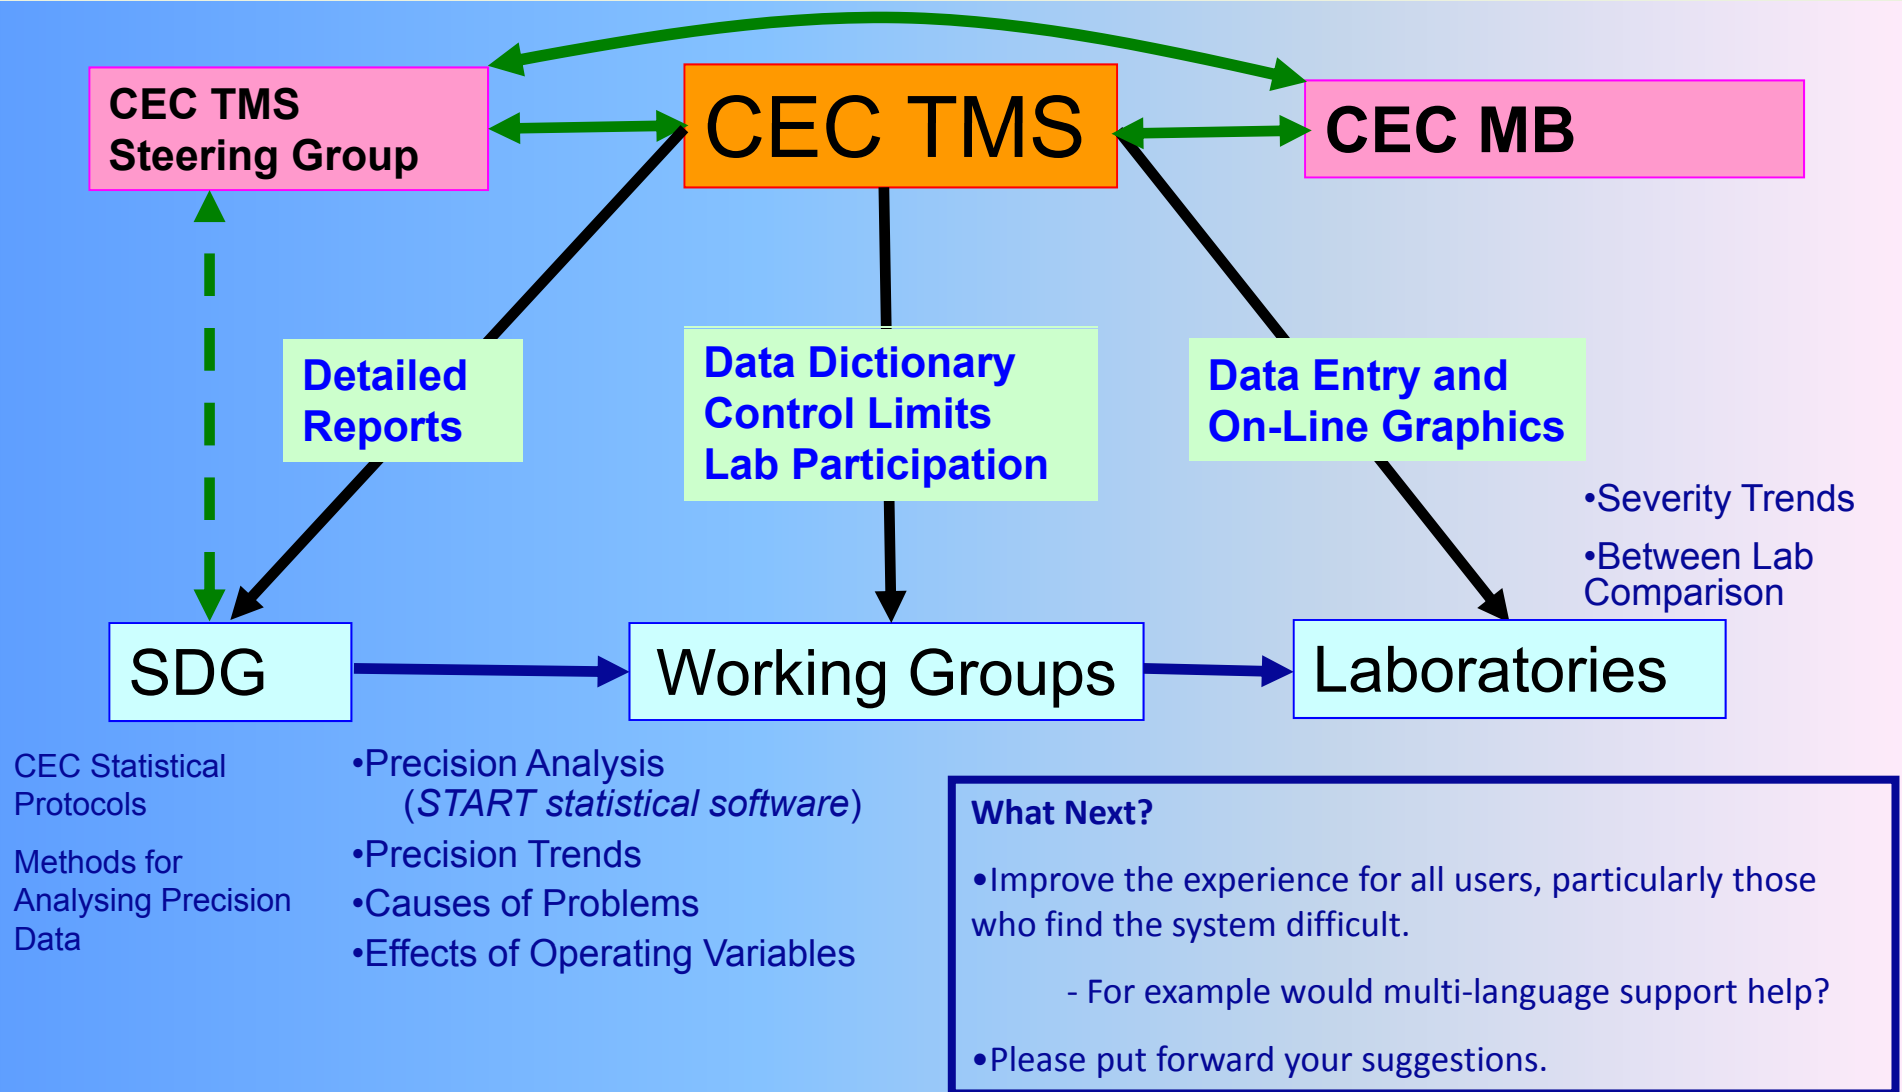 CEC TMS
Steering Group
CEC TMS
CEC MB
Detailed
Reports
Data Dictionary
Control Limits
Lab Participation
Data Entry and
On-Line Graphics
•Severity Trends
•Between Lab
Comparison
SDG
Working Groups
Laboratories
CEC Statistical
Protocols
Methods for
Analysing Precision
Data
•Precision Analysis
(START statistical software)
•Precision Trends
•Causes of Problems
•Effects of Operating Variables
What Next?
•Improve the experience for all users, particularly those
who find the system difficult.
- For example would multi-language support help?
•Please put forward your suggestions.